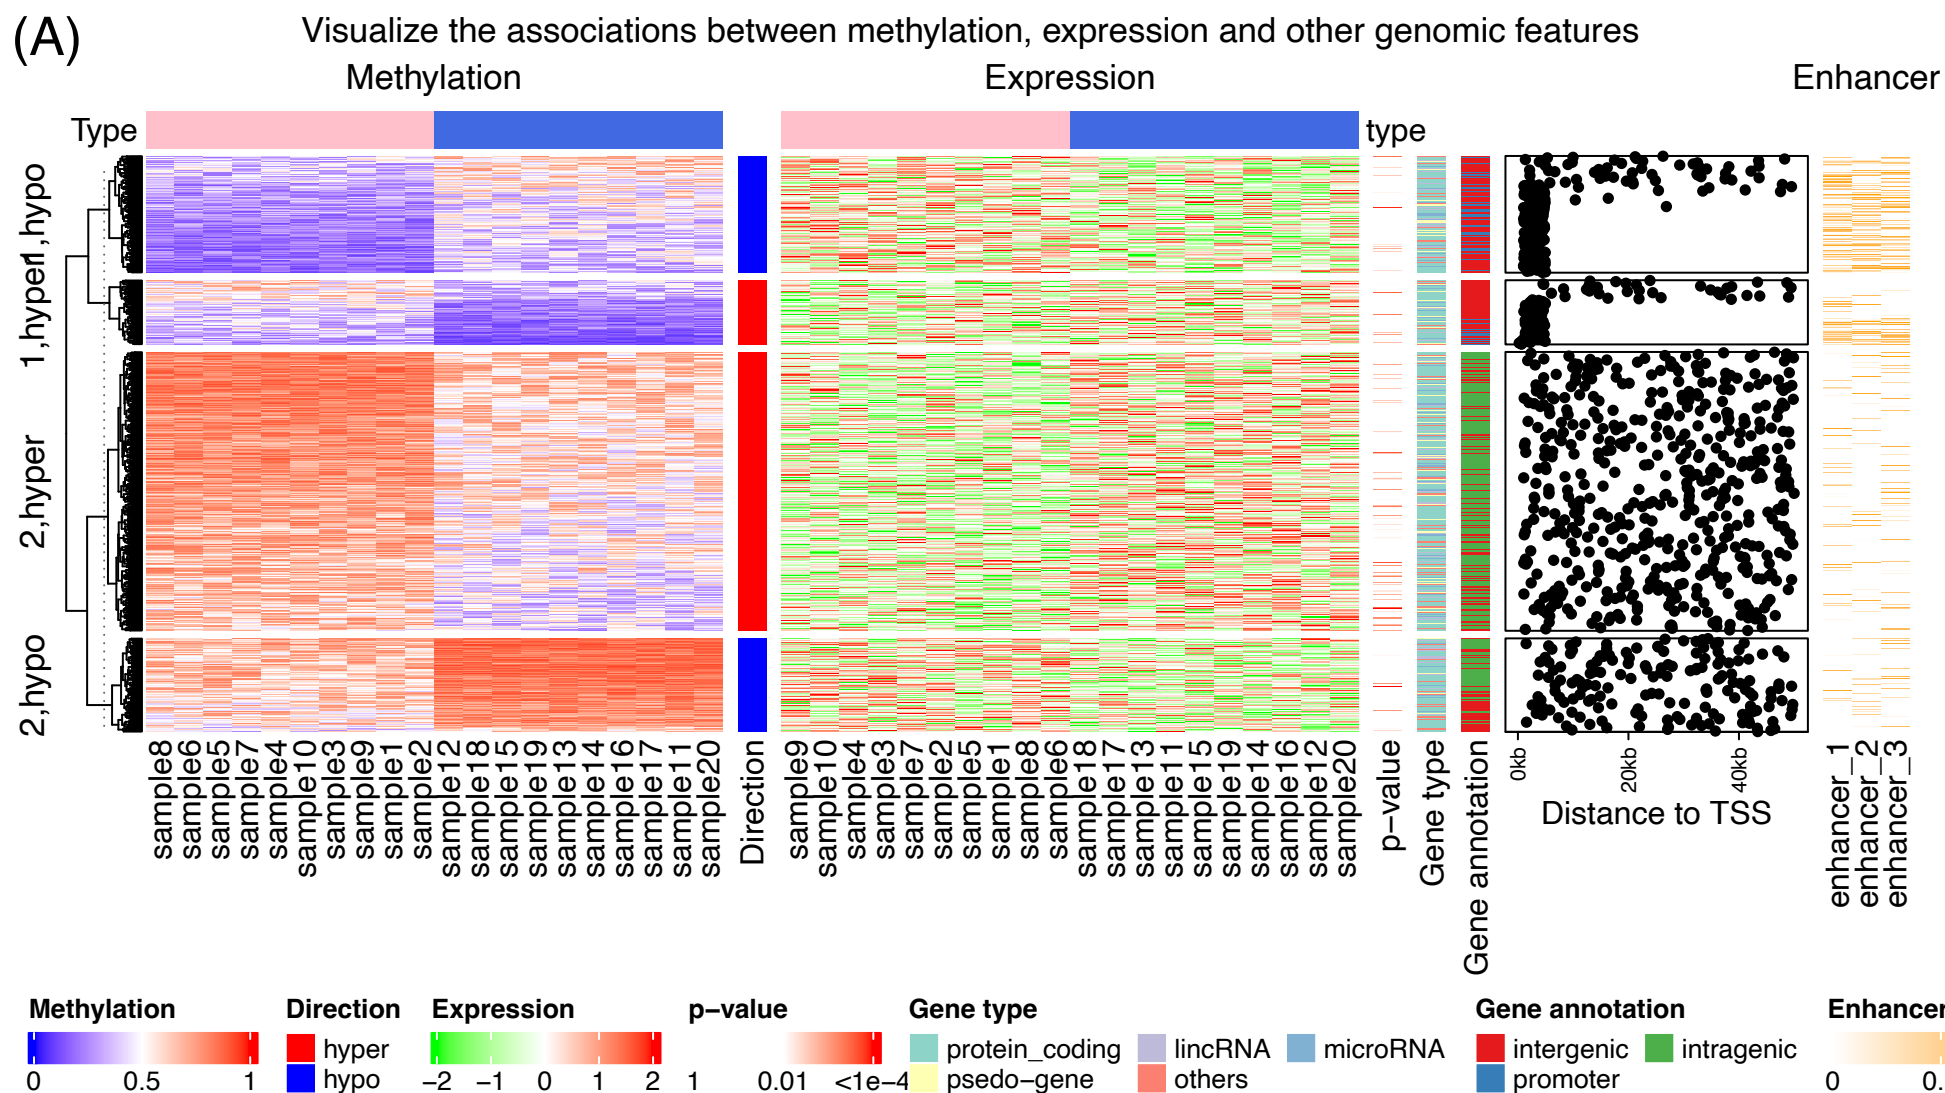 (A)
Visualize the associations between methylation, expression and other genomic features
Methylation
Expression
Enhancer
Type
type
1,hypo
1,hyper
2,hyper
2,hypo
sample8
sample6
sample5
sample7
sample4
sample10
sample3
sample9
sample1
sample2
sample12
sample18
sample15
sample19
sample13
sample14
sample16
sample17
sample11
sample20
Direction
sample9
sample10
sample4
sample3
sample7
sample2
sample5
sample1
sample8
sample6
sample18
sample17
sample13
sample11
sample15
sample19
sample14
sample16
sample12
sample20
p−value
Gene type
Gene annotation
0kb
20kb
40kb
Distance to TSS
enhancer_1
enhancer_2
enhancer_3
Methylation
0 0.5 1
Direction
hyper
hypo
Expression
−2 −1 0 1 2
p−value
1 0.01 <1e−4
Gene type
protein_coding lincRNA microRNA
psedo−gene others
Gene annotation
intergenic intragenic
promoter
Enhancer
0 0.